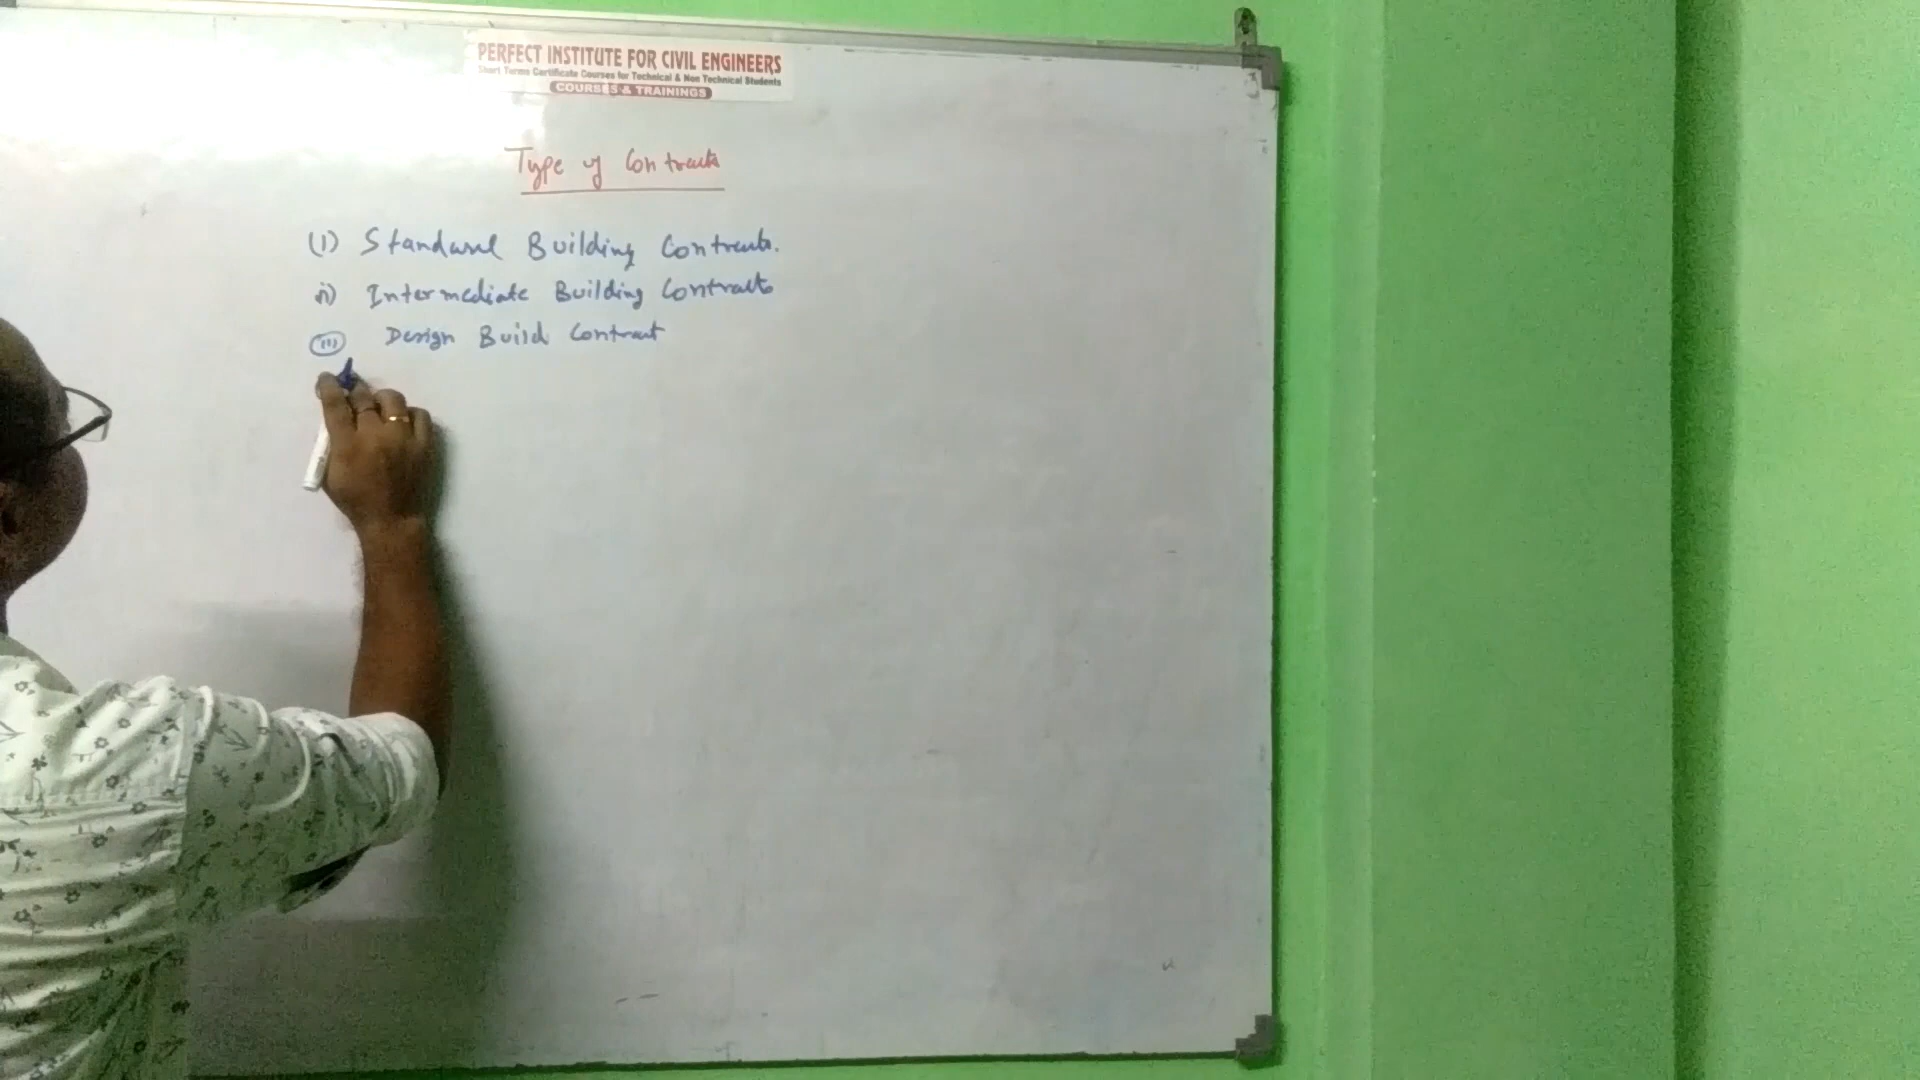 PERFECT INSTITUTE FOR CIVIL ENGINEERS
Short Terms Certificate Courses for Technical & Non Technical Students
COURSES & TRAININGS
Type of Contracts
(i) Standard Building Contracts.
ii) Intermediate Building Contracts
(iii) Design Build Contract